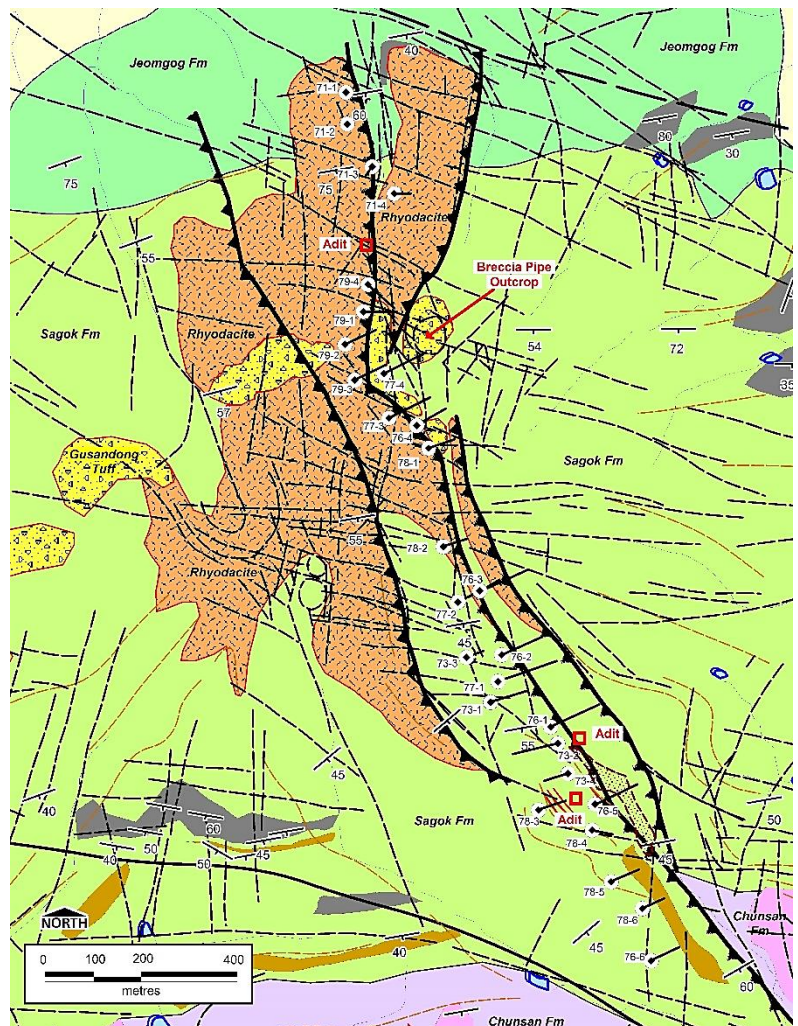 Jeomgog Fm
40
Jeomgog Fm
71-1
60
71-2
80
30
75
71-3
75
71-4
Rhyodacite
Adit
55
79-4
Breccia Pipe
Outcrop
79-1
Sagok Fm
Rhyodacite
79-2
54
72
79-3
77-4
35
57
77-3
76-4
78-1
Gusandong
Tuff
Sagok Fm
55
78-2
Rhyodacite
76-3
77-2
45
73-3
76-2
77-1
73-1
76-1
Adit
55
73-2
45
73-4
40
78-3
76-5
50
60
Sagok Fm
Adit
78-4
50
45
40
50
45
78-5
NORTH
78-6
Chunsan
Fm
40
45
76-6
60
0 100 200 400
metres
Chunsan Fm